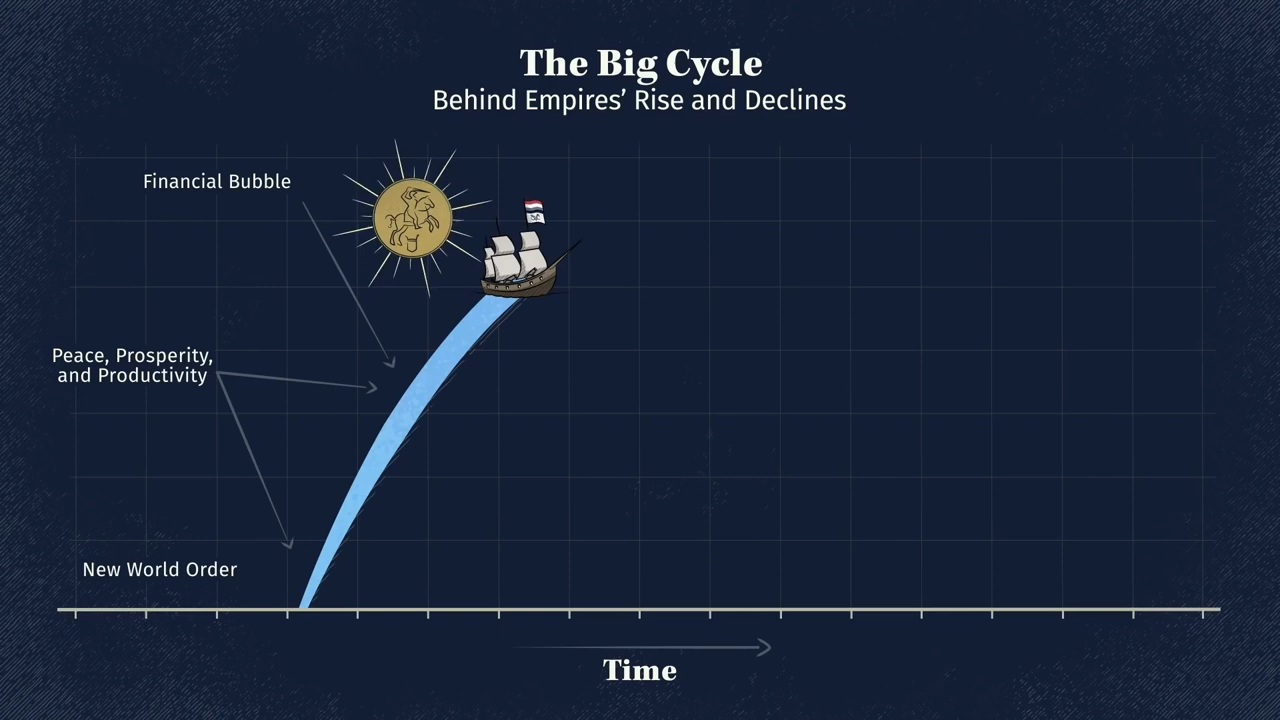 The Big Cycle
Behind Empires’ Rise and Declines
Financial Bubble
Peace, Prosperity,
and Productivity
New World Order
Time